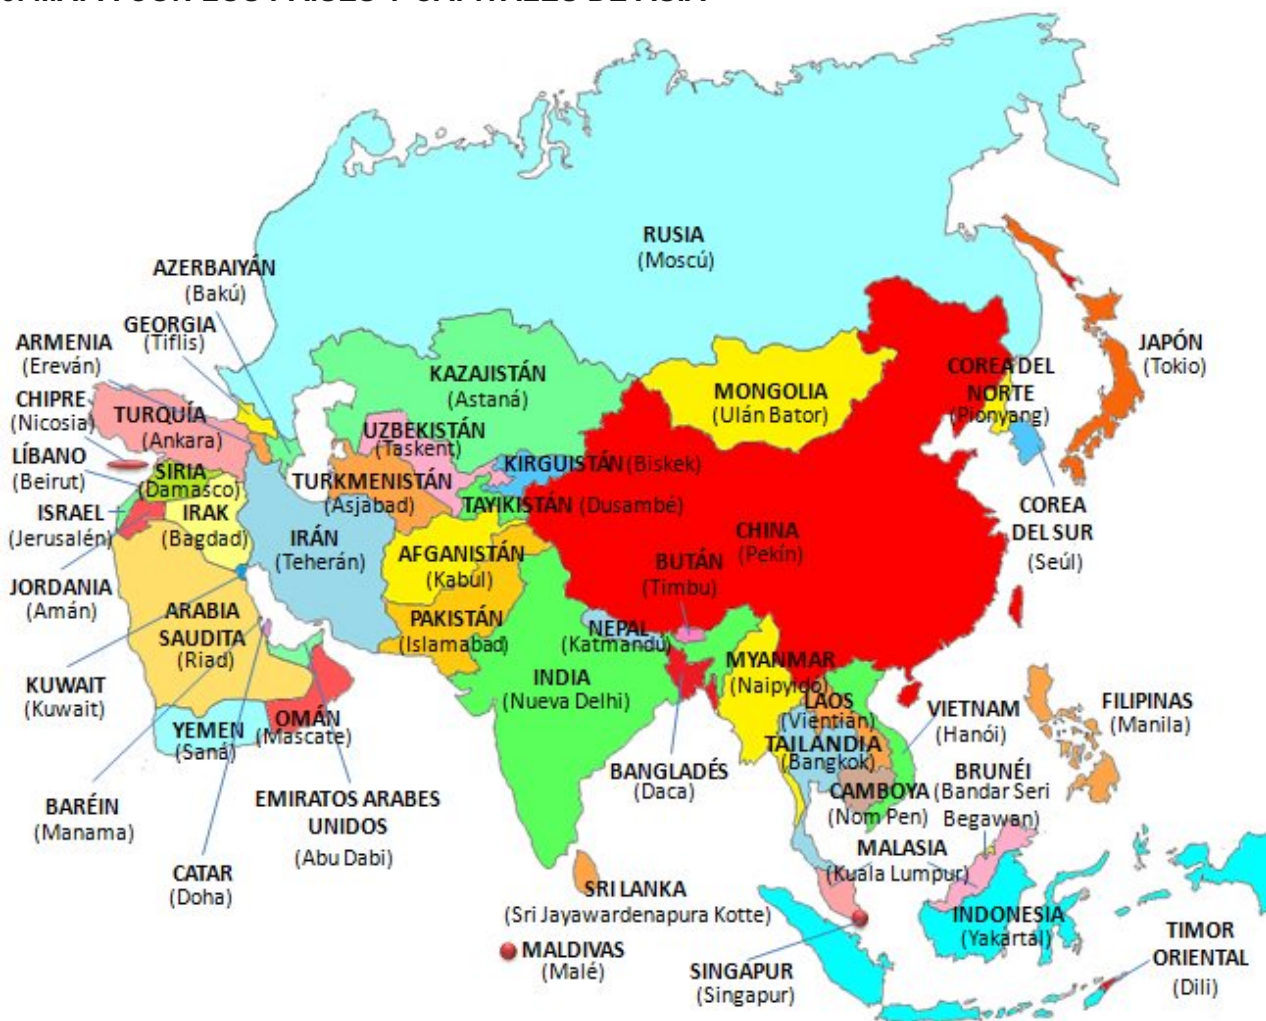 RUSIA
(Moscú)
AZERBAIYÁN
(Bakú)
GEORGIA
(Tiflis)
ARMENIA
(Ereván)
CHIPRE
(Nicosia)
TURQUÍA
(Ankara)
LÍBANO
(Beirut)
SIRIA
(Damasco)
ISRAEL
(Jerusalén)
IRAK
(Bagdad)
JORDANIA
(Amán)
KAZAJISTÁN
(Astaná)
UZBEKISTÁN
(Taskent)
TURKMENISTÁN
(Asjabad)
KIRGUISTÁN (Biskek)
TAYIKISTÁN (Dusambé)
MONGOLIA
(Ulán Bator)
COREA DEL
NORTE
(Pionyang)
JAPÓN
(Tokio)
COREA
DEL SUR
(Seúl)
CHINA
(Pekín)
IRÁN
(Teherán)
AFGANISTÁN
(Kabul)
PAKISTÁN
(Islamabad)
BUTÁN
(Timbu)
NEPAL
(Katmandú)
INDIA
(Nueva Delhi)
ARABIA
SAUDITA
(Riad)
KUWAIT
(Kuwait)
YEMEN
(Saná)
OMÁN
(Mascate)
BARÉIN
(Manama)
EMIRATOS ARABES
UNIDOS
(Abu Dabi)
CATAR
(Doha)
MYANMAR
(Naipyidó)
LAOS
(Vientián)
TAILANDIA
(Bangkok)
VIETNAM
(Hanói)
FILIPINAS
(Manila)
BANGLADÉS
(Daca)
CAMBOYA
(Nom Pen)
BRUNÉI
(Bandar Seri
Begawan)
MALASIA
(Kuala Lumpur)
SRI LANKA
(Sri Jayawardenapura Kotte)
MALDIVAS
(Malé)
SINGAPUR
(Singapur)
INDONESIA
(Yakartal)
TIMOR
ORIENTAL
(Dili)